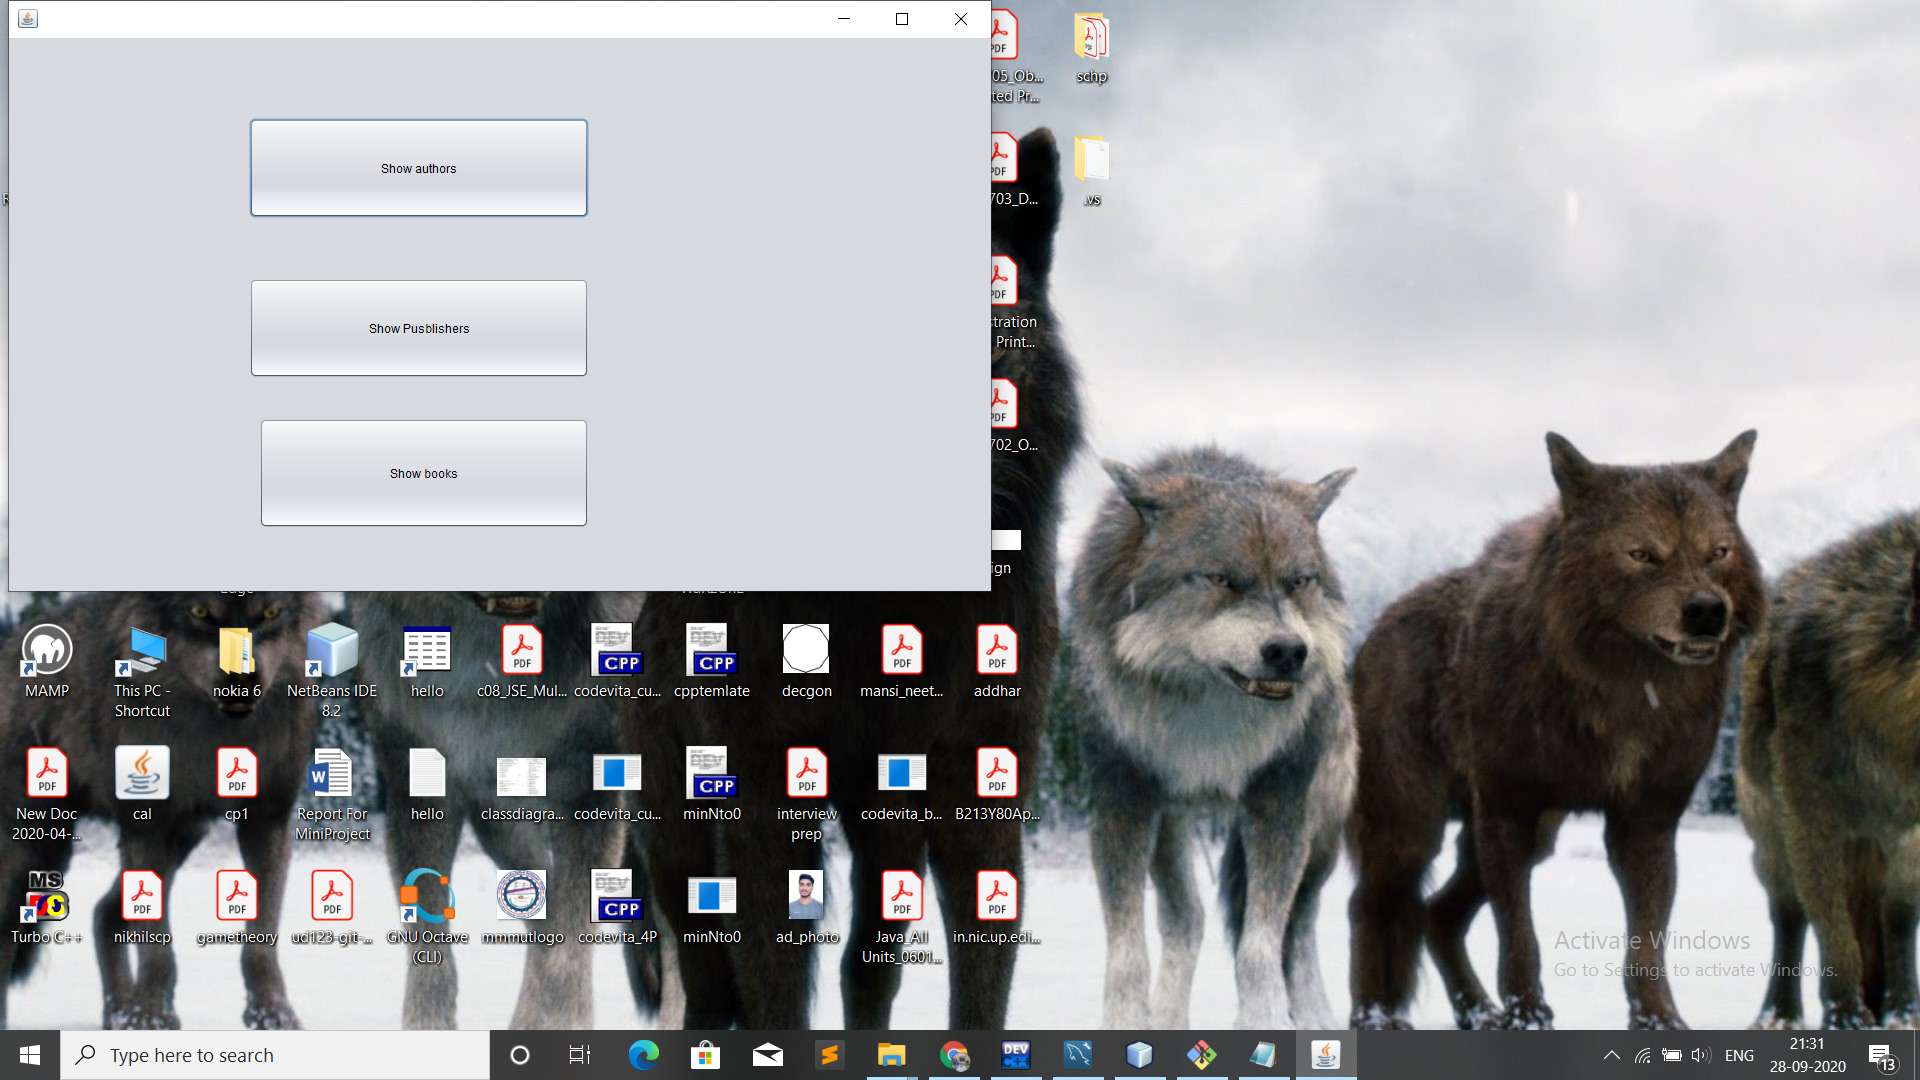 Show authors
Show Pusblishers
Show books
05_Ob...
ted Pr...
schp
703_D...
.vs
stration
Print...
702_O...
ign
MAMP
This PC -
Shortcut
nokia 6
NetBeans IDE
8.2
hello
c08_JSE_Mul...
codevita_cu...
cpptemlate
decgon
mansi_neet...
addhar
New Doc
2020-04-...
cal
cp1
Report For
MiniProject
hello
classdiagra...
codevita_cu...
minNto0
interview
prep
codevita_b...
B213Y80Ap...
Turbo C++
nikhilscp
gametheory
ud123-git-...
GNU Octave
(CLI)
mmmutlogo
codevita_4P
minNto0
ad_photo
Java_All
Units_0601...
in.nic.up.edi...
Activate Windows
Go to Settings to activate Windows.
Type here to search
ENG
21:31
28-09-2020
13